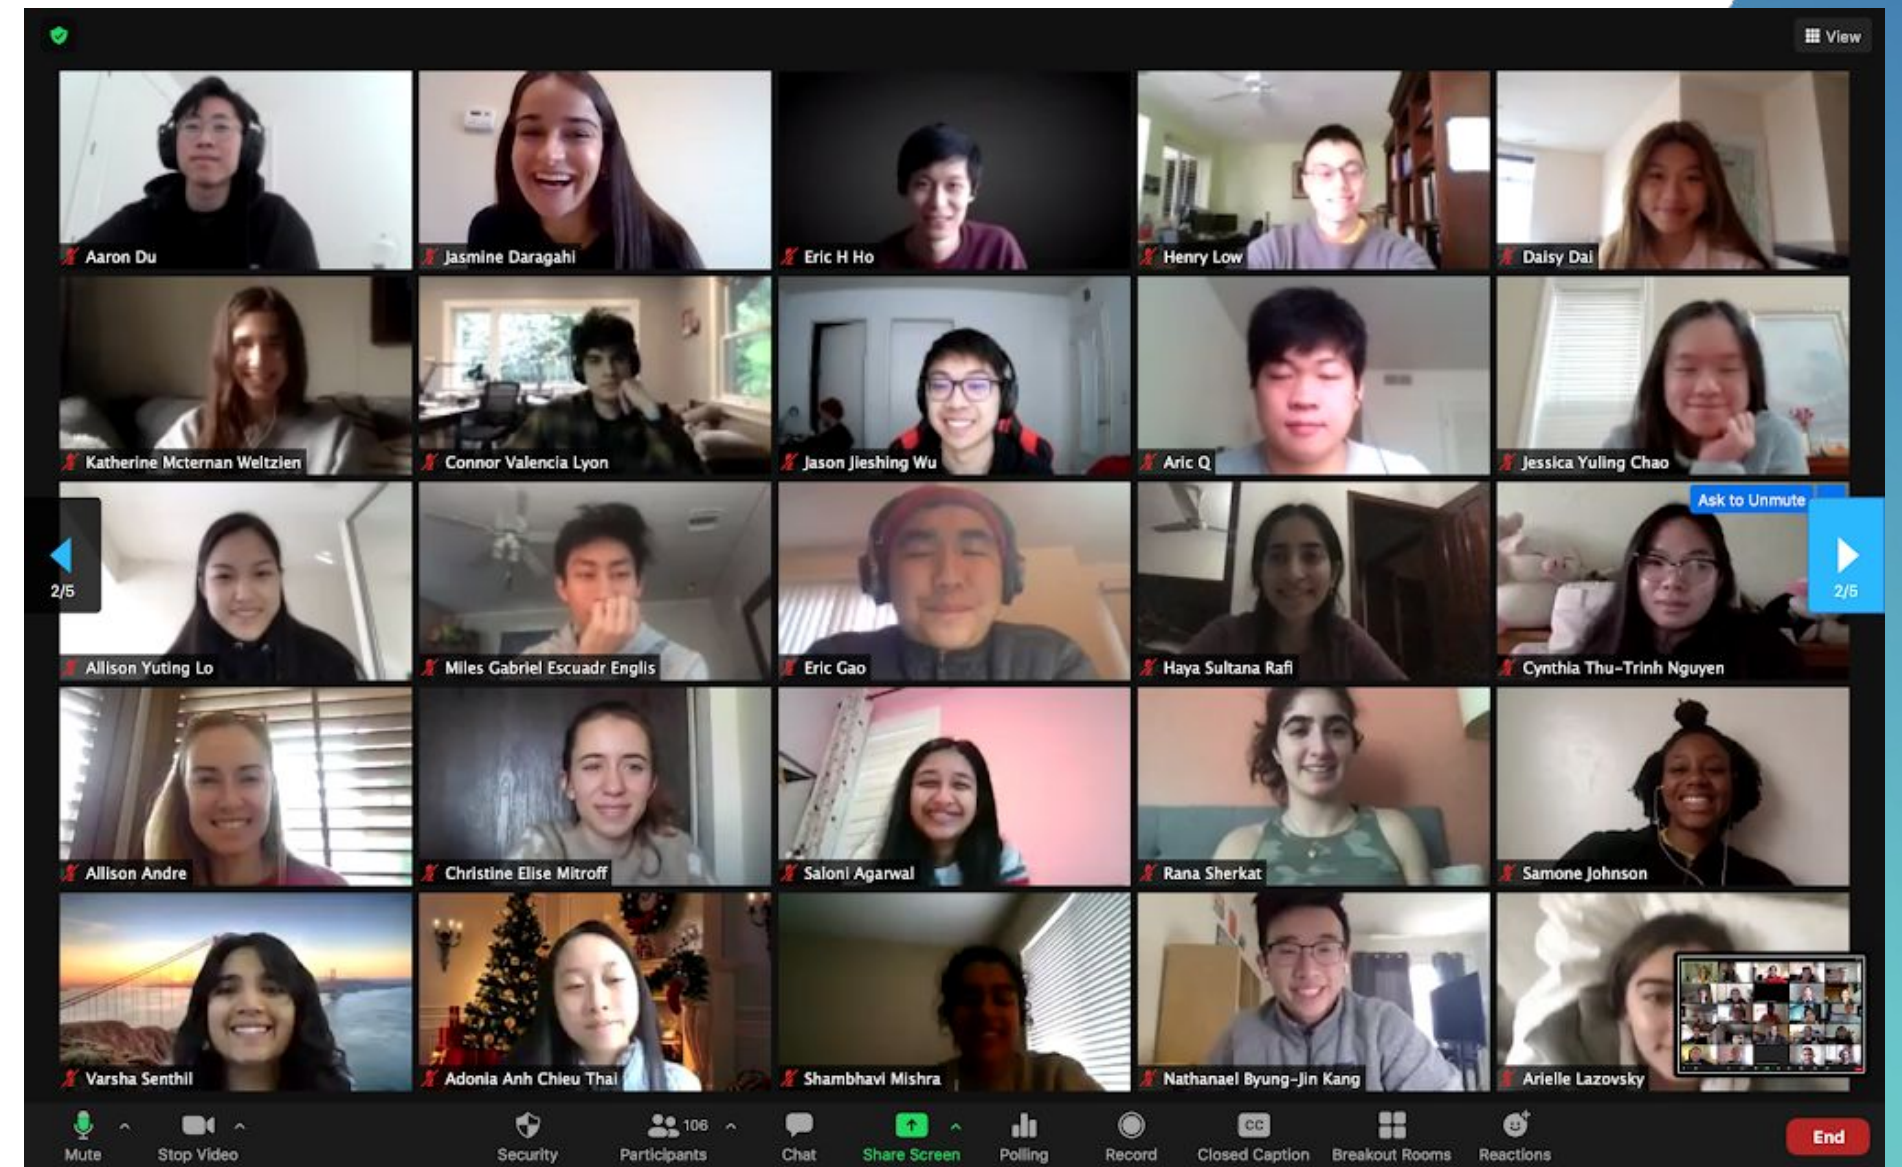 View
Aaron Du
Jasmine Daragahi
Eric H Ho
Henry Low
Daisy Dai
Katherine Mcternan Weltzien
Connor Valencia Lyon
Jason Jieshing Wu
Aric Q
Jessica Yuling Chao
Ask to Unmute
2/5
2/5
Allison Yuting Lo
Miles Gabriel Escuadr Englis
Eric Gao
Haya Sultana Rafi
Cynthia Thu-Trinh Nguyen
Allison Andre
Christine Elise Mitroff
Saloni Agarwal
Rana Sherkat
Samone Johnson
Varsha Senthil
Adonia Anh Chieu Thai
Shambhavi Mishra
Nathanael Byung-Jin Kang
Arielle Lazovsky
106
CC
Mute
Stop Video
Security
Participants
Chat
Share Screen
Polling
Record
Closed Caption
Breakout Rooms
Reactions
End